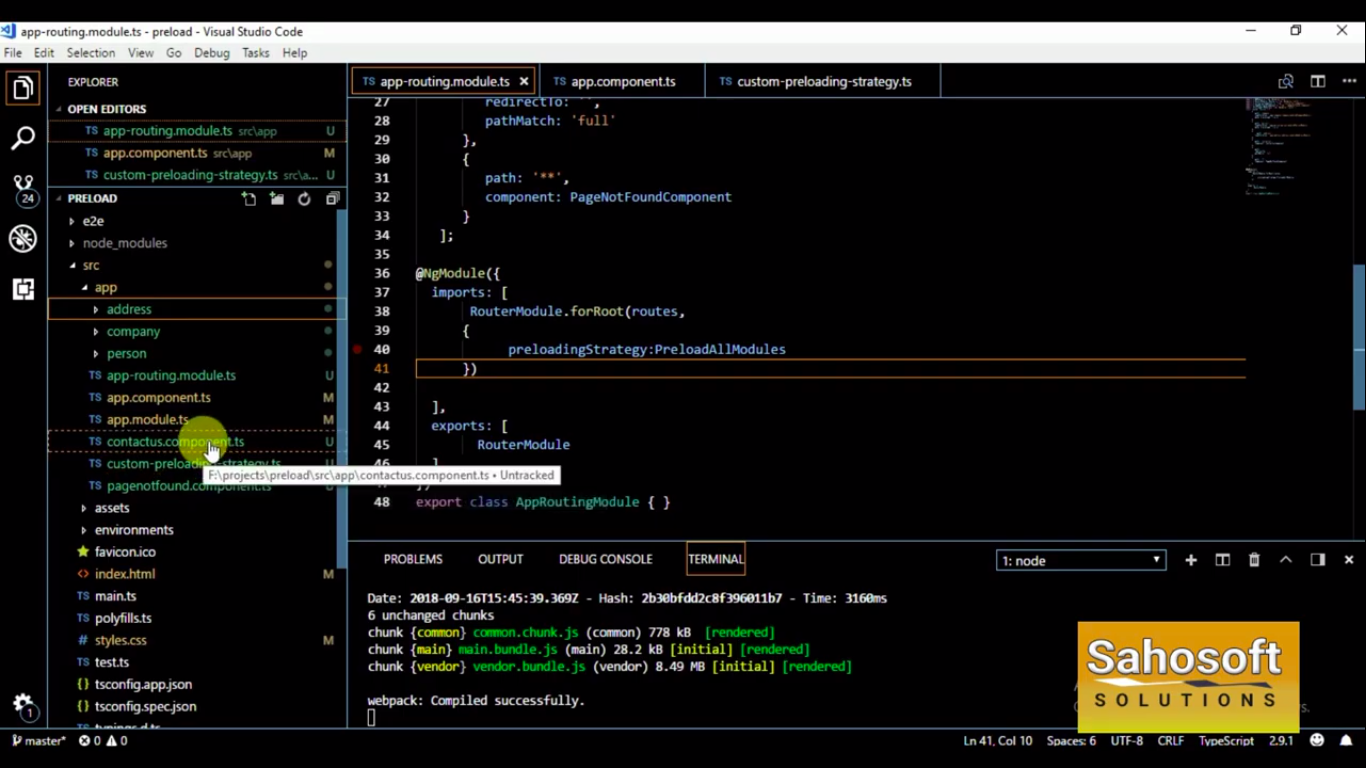 app-routing.module.ts - preload - Visual Studio Code
File Edit Selection View Go Debug Tasks Help
EXPLORER
OPEN EDITORS
TS app-routing.module.ts src\app U
TS app.component.ts src\app M
TS custom-preloading-strategy.ts src\a... U
PRELOAD
e2e
node_modules
src
app
address
company
person
TS app-routing.module.ts U
TS app.component.ts M
TS app.module.ts M
TS contactus.component.ts U
TS custom-preloading-strategy.ts
F:\projects\preload\src\app\contactus.component.ts • Untracked
TS pagenotfound.component.ts U
assets
environments
favicon.ico
<> index.html M
TS main.ts
TS polyfills.ts
# styles.css M
TS test.ts
{} tsconfig.app.json
{} tsconfig.spec.json
TS typings.d.ts
24
1
TS app-routing.module.ts ×
TS app.component.ts
TS custom-preloading-strategy.ts
27 redirectTo: '',
28 pathMatch: 'full'
29 },
30 {
31 path: '**',
32 component: PageNotFoundComponent
33 }
34 ];
35
36 @NgModule({
37 imports: [
38 RouterModule.forRoot(routes,
39 {
40 preloadingStrategy:PreloadAllModules
41 })
42
43 ],
44 exports: [
45 RouterModule
46 ]
48 export class AppRoutingModule { }
PROBLEMS OUTPUT DEBUG CONSOLE TERMINAL
1: node
Date: 2018-09-16T15:45:39.369Z - Hash: 2b30bfdd2c8f396011b7 - Time: 3160ms
6 unchanged chunks
chunk {common} common.chunk.js (common) 778 kB [rendered]
chunk {main} main.bundle.js (main) 28.2 kB [initial] [rendered]
chunk {vendor} vendor.bundle.js (vendor) 8.49 MB [initial] [rendered]
webpack: Compiled successfully.
Sahosoft
SOLUTIONS
master* 0 0
Ln 41, Col 10 Spaces: 6 UTF-8 CRLF TypeScript 2.9.1